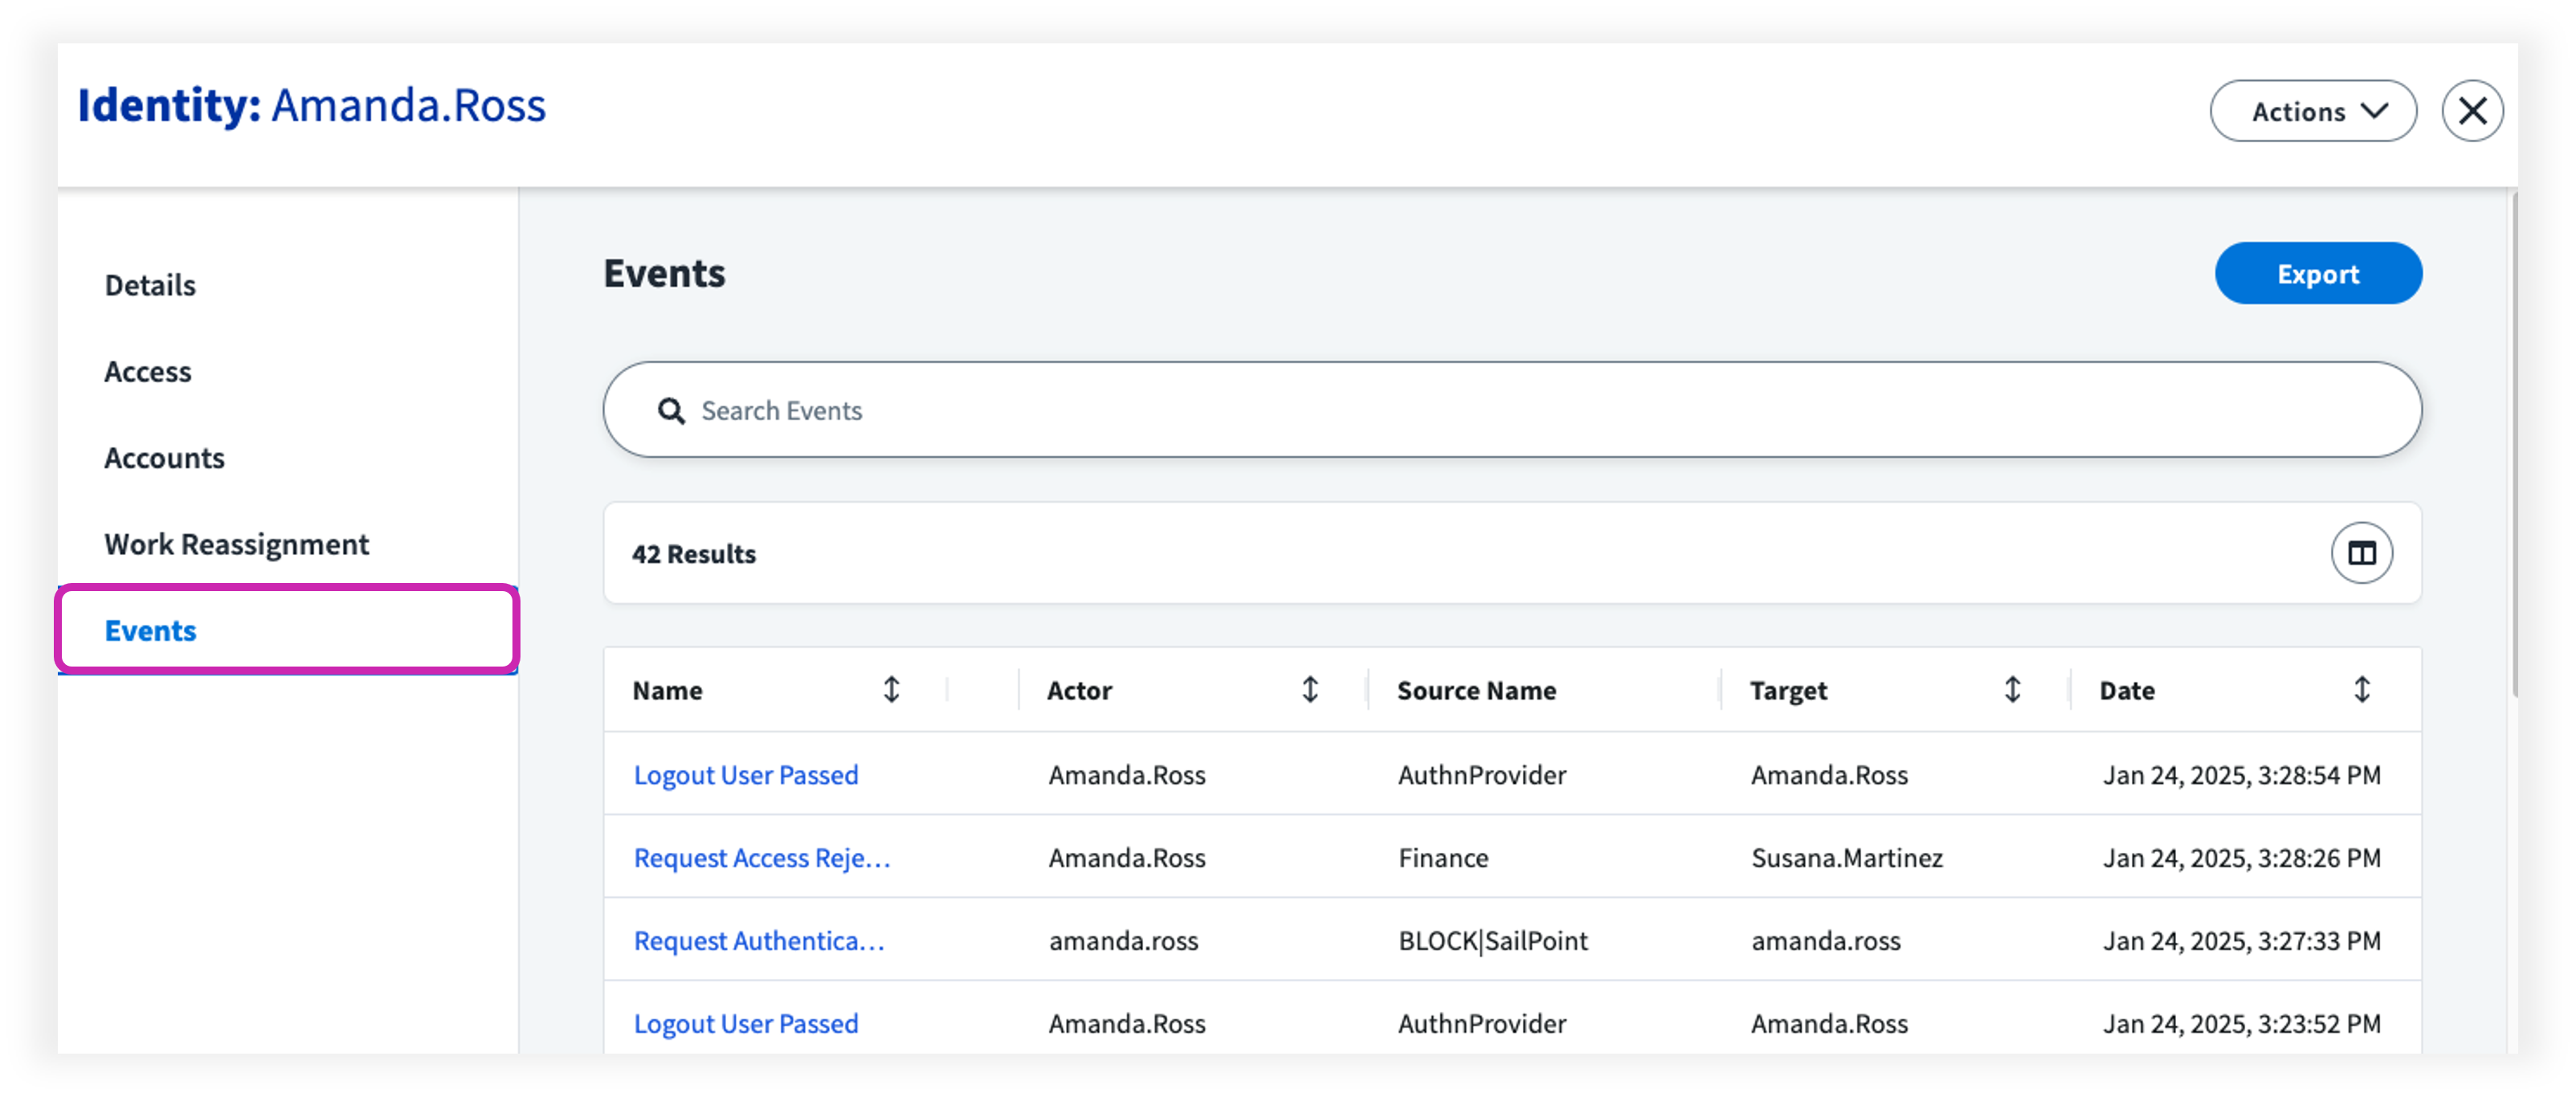 Identity: Amanda.Ross
Actions
Details
Access
Accounts
Work Reassignment
Events
Events
Export
Search Events
42 Results
Name Actor Source Name Target Date
Logout User Passed Amanda.Ross AuthnProvider Amanda.Ross Jan 24, 2025, 3:28:54 PM
Request Access Reje... Amanda.Ross Finance Susana.Martinez Jan 24, 2025, 3:28:26 PM
Request Authentica... amanda.ross BLOCK|SailPoint amanda.ross Jan 24, 2025, 3:27:33 PM
Logout User Passed Amanda.Ross AuthnProvider Amanda.Ross Jan 24, 2025, 3:23:52 PM